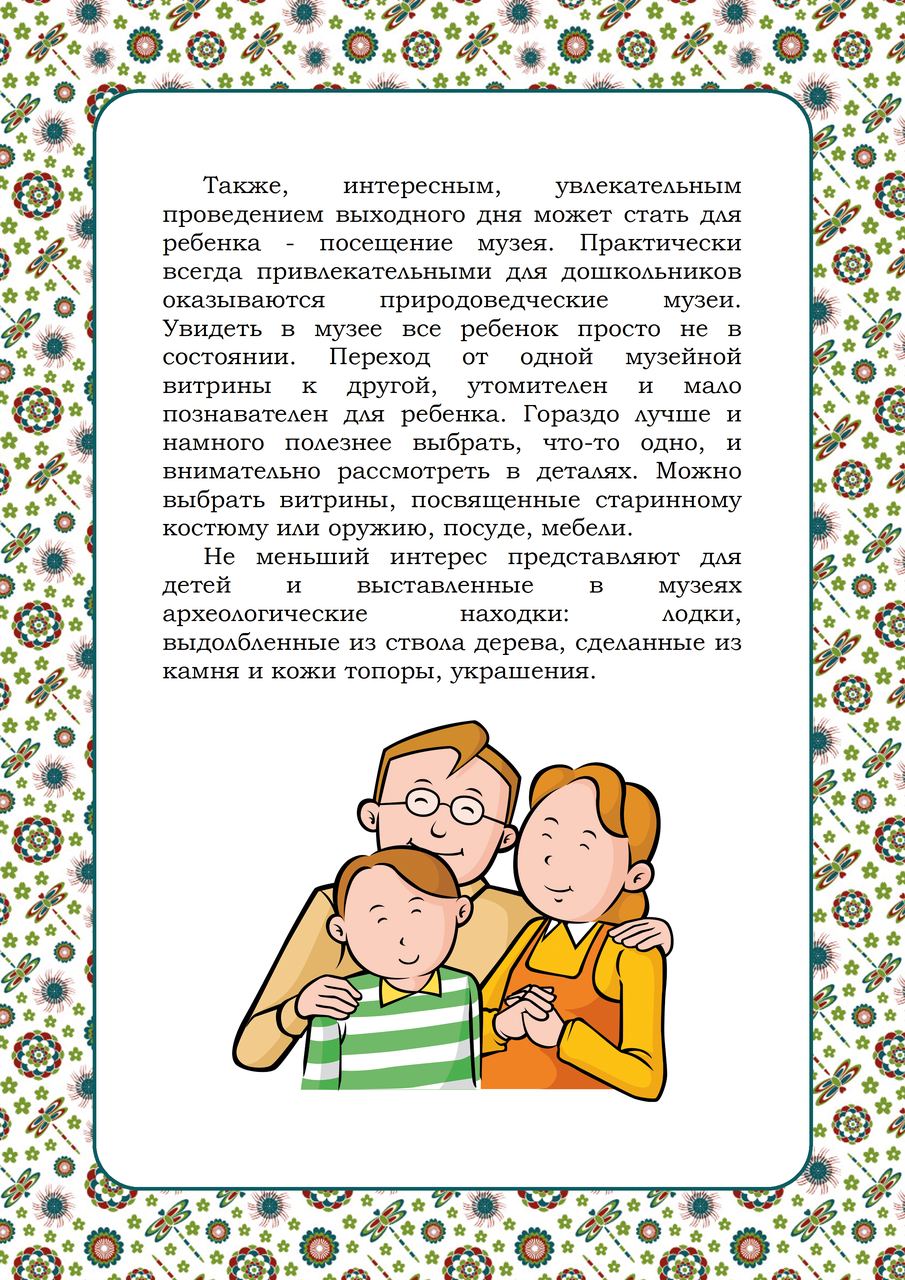 Также, интересным, увлекательным
проведением выходного дня может стать для
ребенка - посещение музея. Практически
всегда привлекательными для дошкольников
оказываются природоведческие музеи.
Увидеть в музее все ребенок просто не в
состоянии. Переход от одной музейной
витрины к другой, утомителен и мало
познавателен для ребенка. Гораздо лучше и
намного полезнее выбрать, что-то одно, и
внимательно рассмотреть в деталях. Можно
выбрать витрины, посвященные старинному
костюму или оружию, посуде, мебели.
Не меньший интерес представляют для
детей и выставленные в музеях
археологические находки: лодки,
выдолбленные из ствола дерева, сделанные из
камня и кожи топоры, украшения.